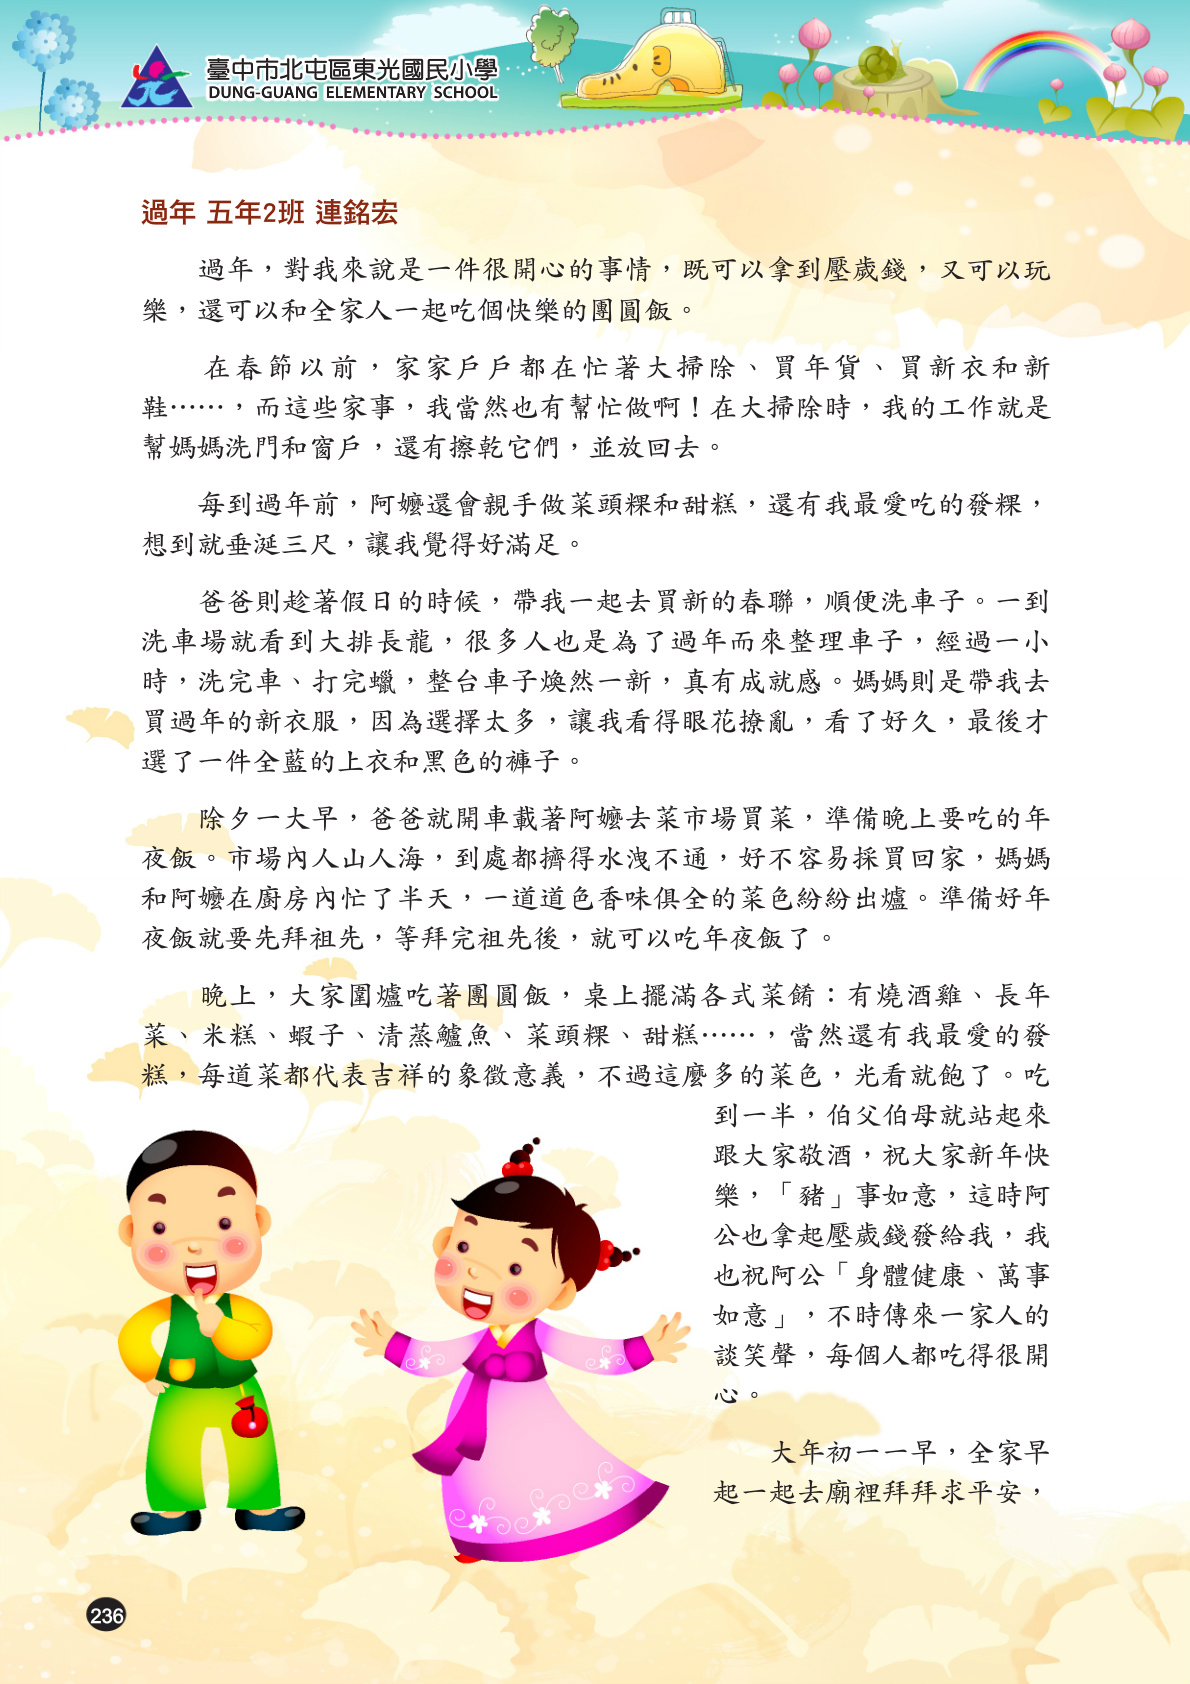 臺中市北屯區東光國民小學
DUNG-GUANG ELEMENTARY SCHOOL
過年 五年2班 連銘宏
過年，對我來說是一件很開心的事情，既可以拿到壓歲錢，又可以玩
樂，還可以和全家人一起吃個快樂的團圓飯。
在春節以前，家家戶戶都在忙著大掃除、買年貨、買新衣和新
鞋⋯⋯，而這些家事，我當然也有幫忙做啊！在大掃除時，我的工作就是
幫媽媽洗門和窗戶，還有擦乾它們，並放回去。
每到過年前，阿嬤還會親手做菜頭粿和甜糕，還有我最愛吃的發粿，
想到就垂涎三尺，讓我覺得好滿足。
爸爸則趁著假日的時候，帶我一起去買新的春聯，順便洗車子。一到
洗車場就看到大排長龍，很多人也是為了過年而來整理車子，經過一小
時，洗完車、打完蠟，整台車子煥然一新，真有成就感。媽媽則是帶我去
買過年的新衣服，因為選擇太多，讓我看得眼花撩亂，看了好久，最後才
選了一件全藍的上衣和黑色的褲子。
除夕一大早，爸爸就開車載著阿嬤去菜市場買菜，準備晚上要吃的年
夜飯。市場內人山人海，到處都擠得水洩不通，好不容易採買回家，媽媽
和阿嬤在廚房內忙了半天，一道道色香味俱全的菜色紛紛出爐。準備好年
夜飯就要先拜祖先，等拜完祖先後，就可以吃年夜飯了。
晚上，大家圍爐吃著團圓飯，桌上擺滿各式菜餚：有燒酒雞、長年
菜、米糕、蝦子、清蒸鱸魚、菜頭粿、甜糕⋯⋯，當然還有我最愛的發
糕，每道菜都代表吉祥的象徵意義，不過這麼多的菜色，光看就飽了。吃
到一半，伯父伯母就站起來
跟大家敬酒，祝大家新年快
樂，「豬」事如意，這時阿
公也拿起壓歲錢發給我，我
也祝阿公「身體健康、萬事
如意」，不時傳來一家人的
談笑聲，每個人都吃得很開
心。
大年初一一早，全家早
起一起去廟裡拜拜求平安，
236